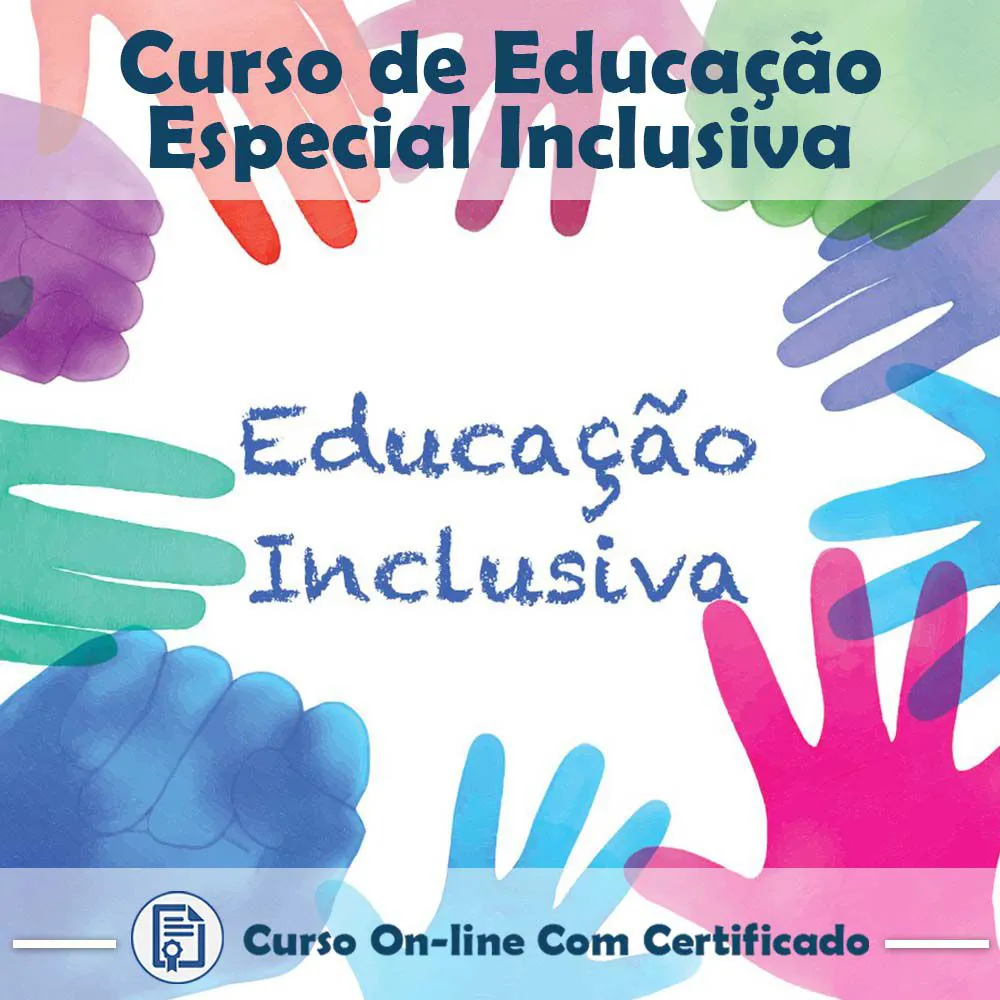 Curso de Educação
Especial Inclusiva
Educação
Inclusiva
Curso On-line Com Certificado